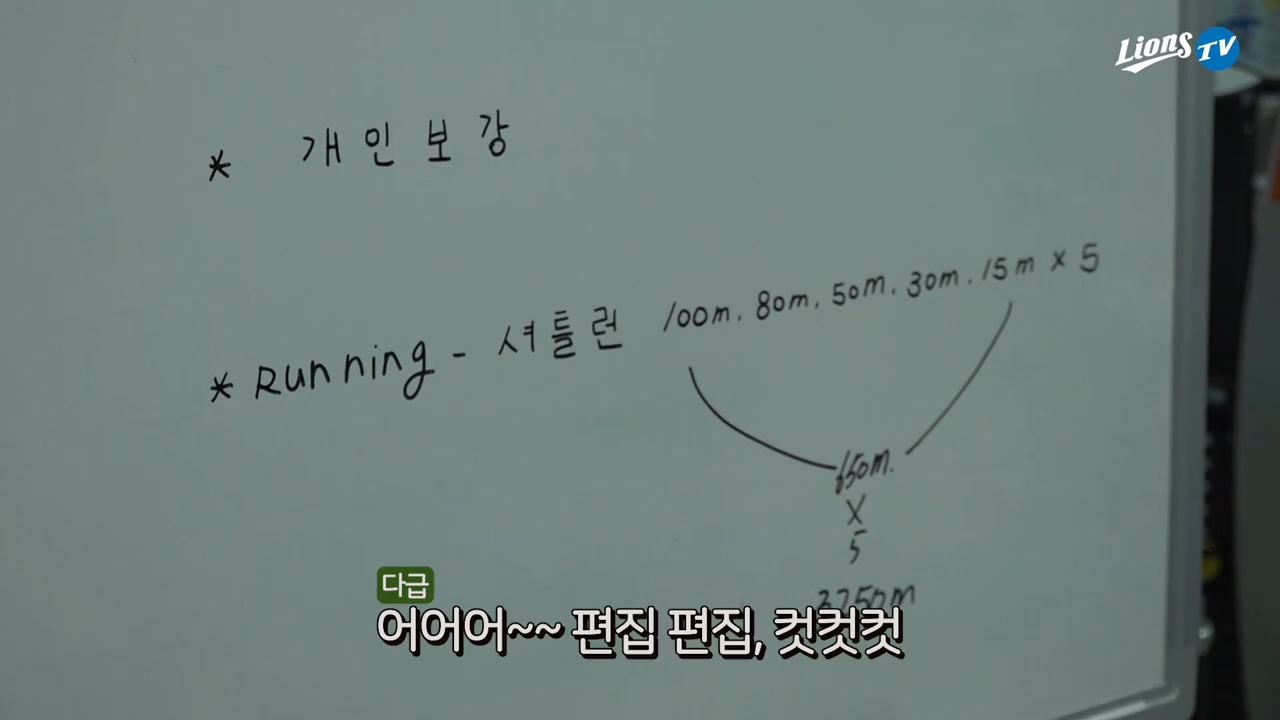 Lions TV
* 개인보강
* Running - 셔틀런 100m. 80m. 50m. 30m. 15m × 5
650m.
×
5
다급
어어어~~ 편집 편집, 컷컷컷